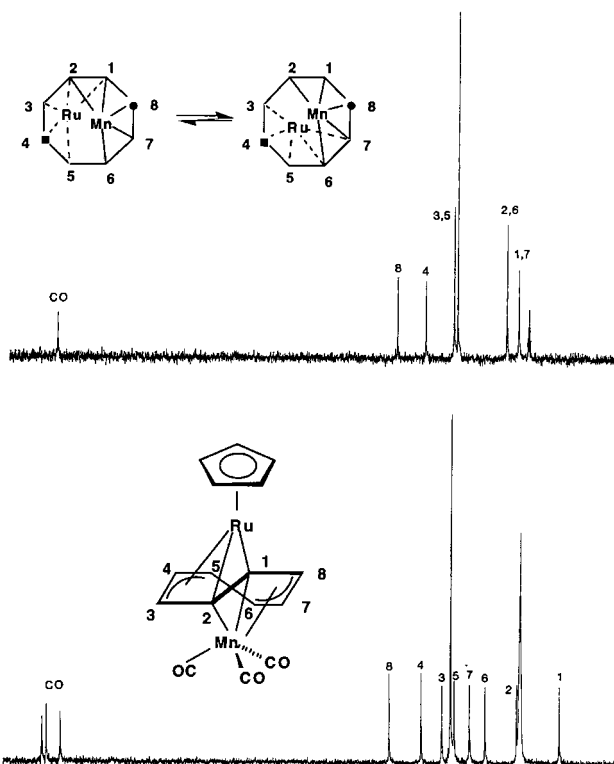 2 1 2 1
3 8 3 8
Ru Mn Mn Ru
4 7 4 7
5 6 5 6
CO
8 4 3,5 2,6 1,7
Ru
4 5 1 8
3 2 6 7
Mn
OC CO
CO
CO
8 4 3 5 7 6 2 1